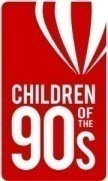 CHILDREN
OF THE
90s